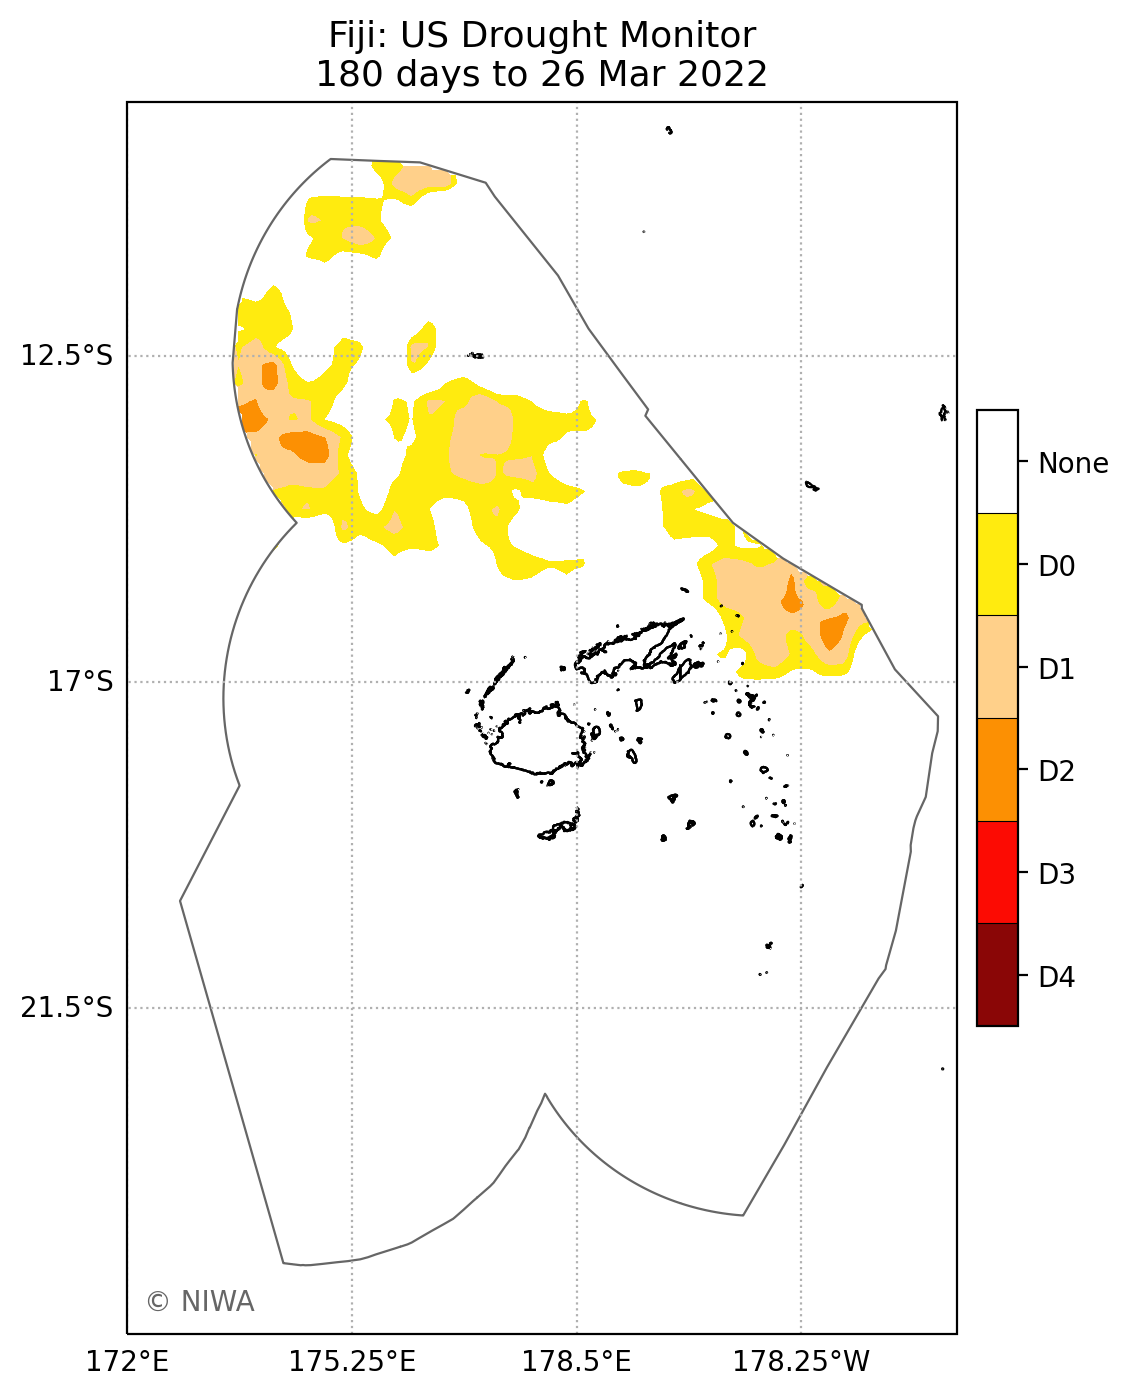 Fiji: US Drought Monitor
180 days to 26 Mar 2022
12.5°S
17°S
21.5°S
172°E
175.25°E
178.5°E
178.25°W
None
D0
D1
D2
D3
D4
© NIWA